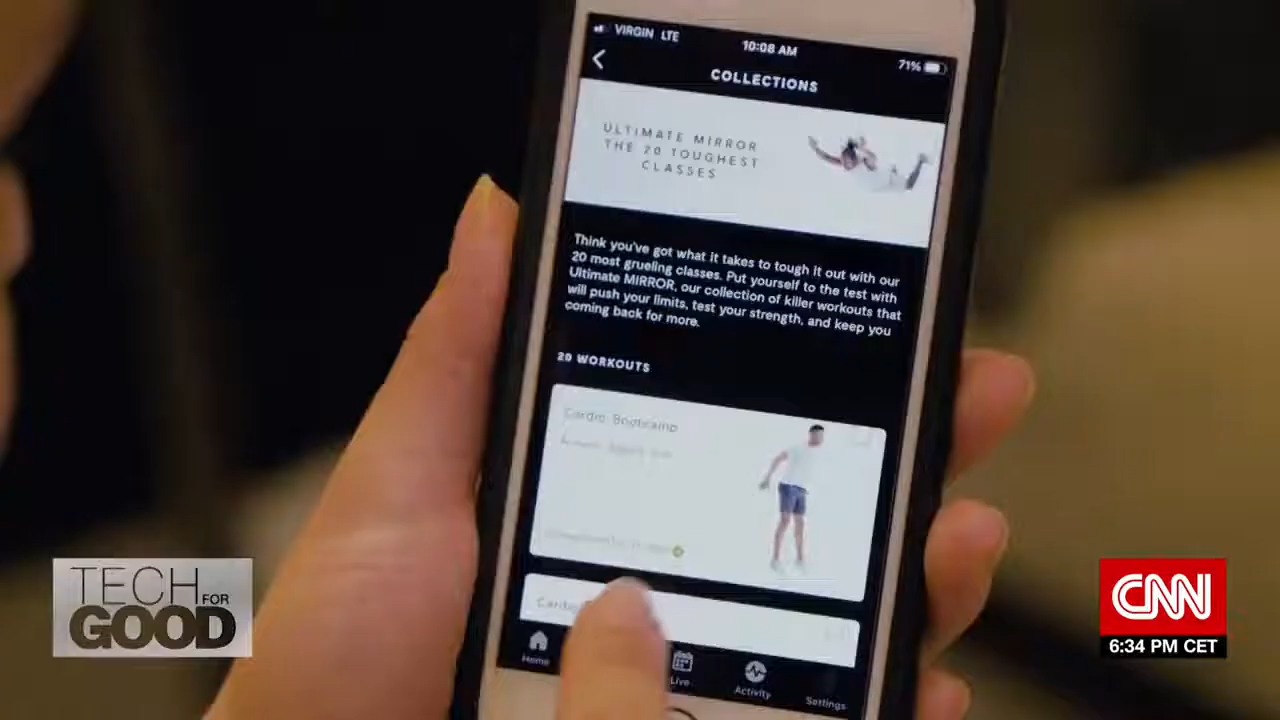 VIRGIN LTE
10:08 AM
71%
COLLECTIONS
ULTIMATE MIRROR
THE 20 TOUGHEST
CLASSES
Think you've got what it takes to tough it out with our
20 most grueling classes. Put yourself to the test with
Ultimate MIRROR, our collection of killer workouts that
will push your limits, test your strength, and keep you
coming back for more.
20 WORKOUTS
Cardio Bootcamp
Cardio
Home
Live
Activity
Settings
TECH FOR
GOOD
CNN
6:34 PM CET